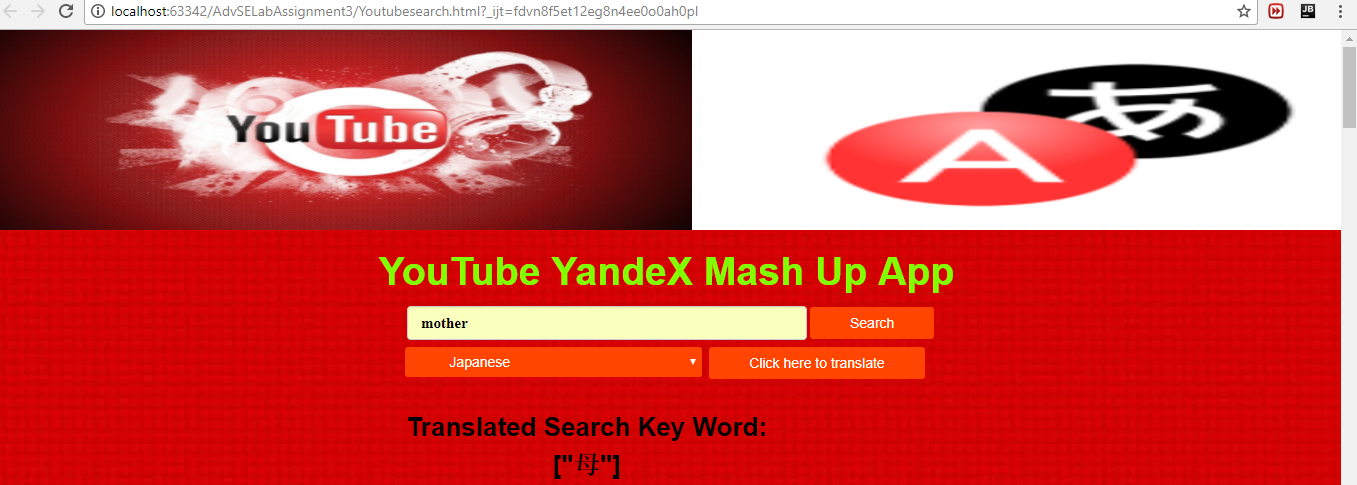 localhost:63342/AdvSELabAssignment3/Youtubesearch.html?_ijt=fdvn8f5et12eg8n4ee0o0ah0pl
JB
YouTube
あ
A
YouTube YandeX Mash Up App
mother
Search
Japanese
Click here to translate
Translated Search Key Word:
["母"]